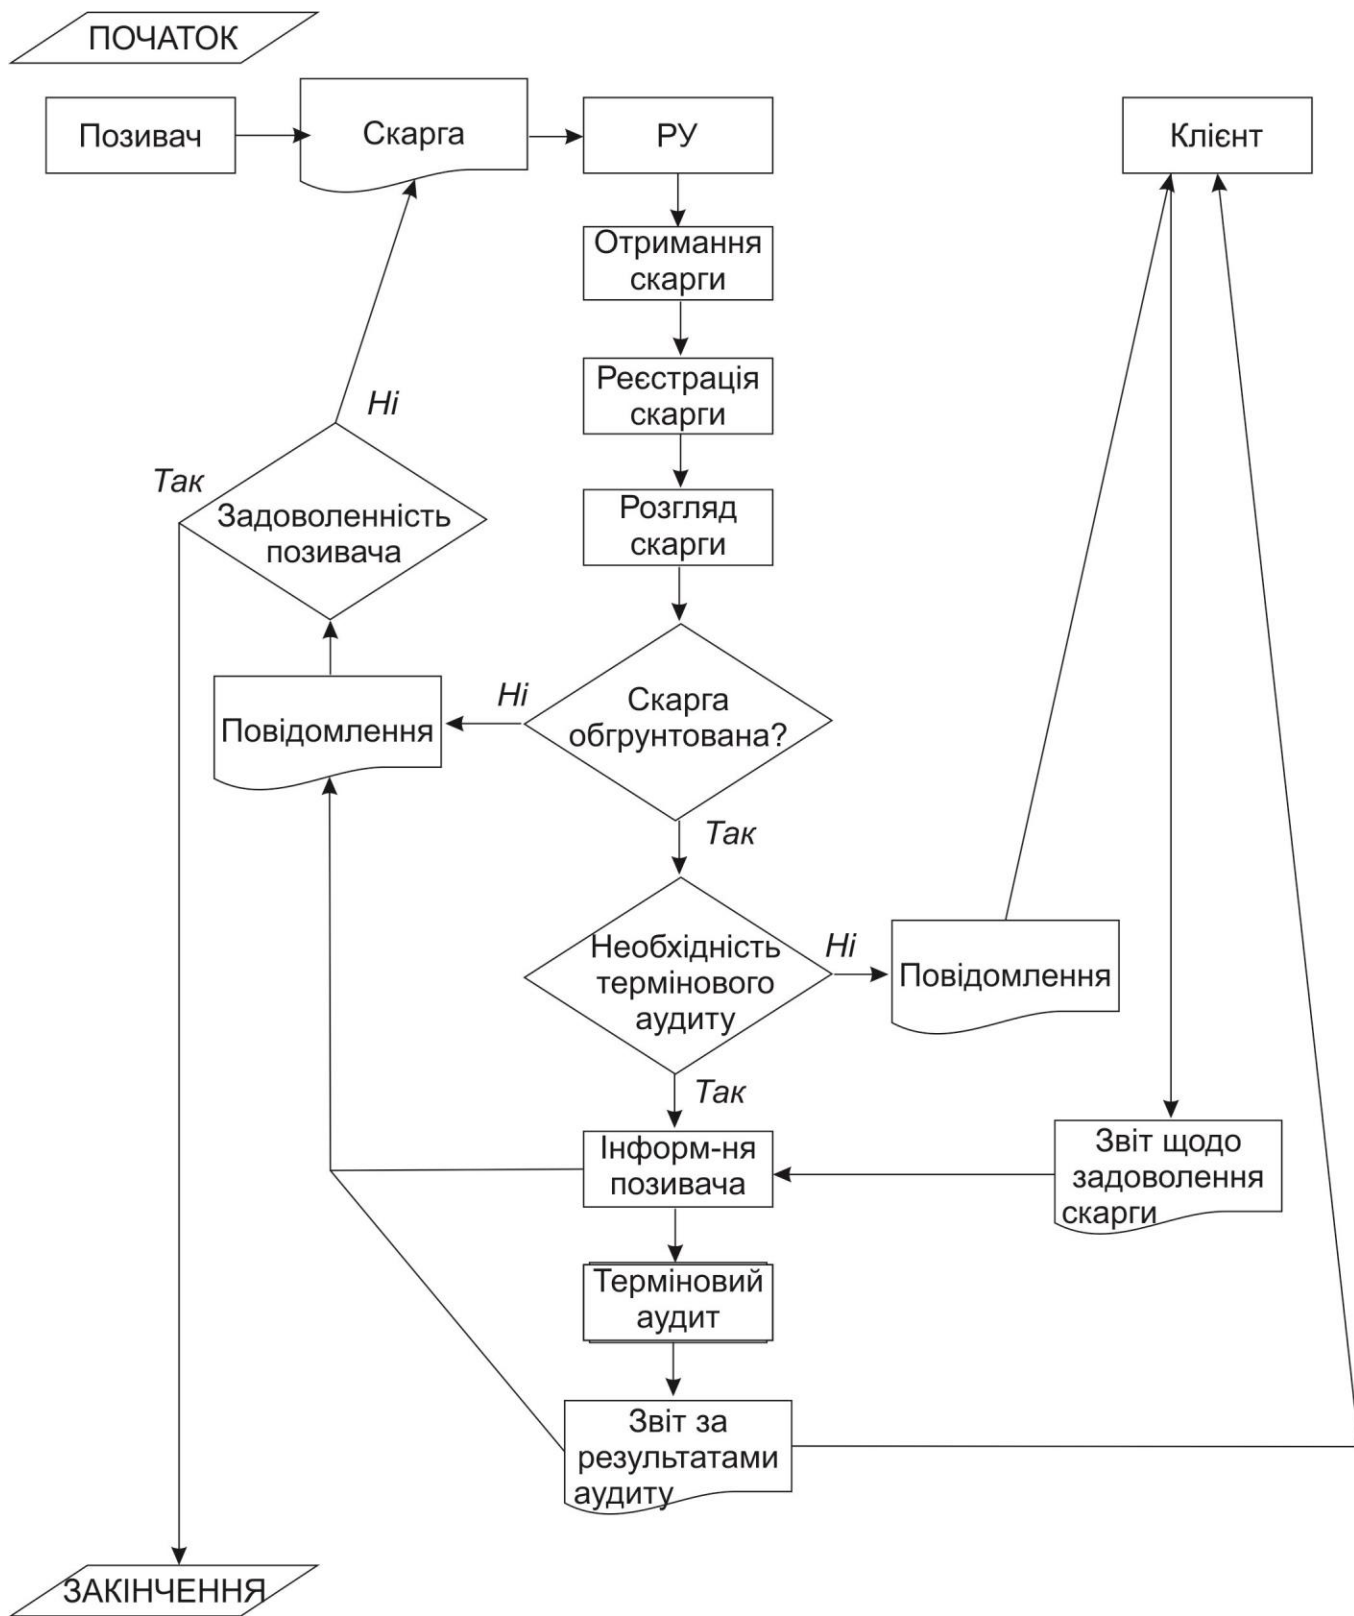 ПОЧАТОК
Позивач
Скарга
РУ
Клієнт
Отримання
скарги
Реєстрація
скарги
Ні
Так
Задоволенність
позивача
Розгляд
скарги
Ні
Скарга
обгрунтована?
Повідомлення
Так
Необхідність
термінового
аудиту
Ні
Повідомлення
Так
Інформ-ня
позивача
Звіт щодо
задоволення
скарги
Терміновий
аудит
Звіт за
результатами
аудиту
ЗАКІНЧЕННЯ